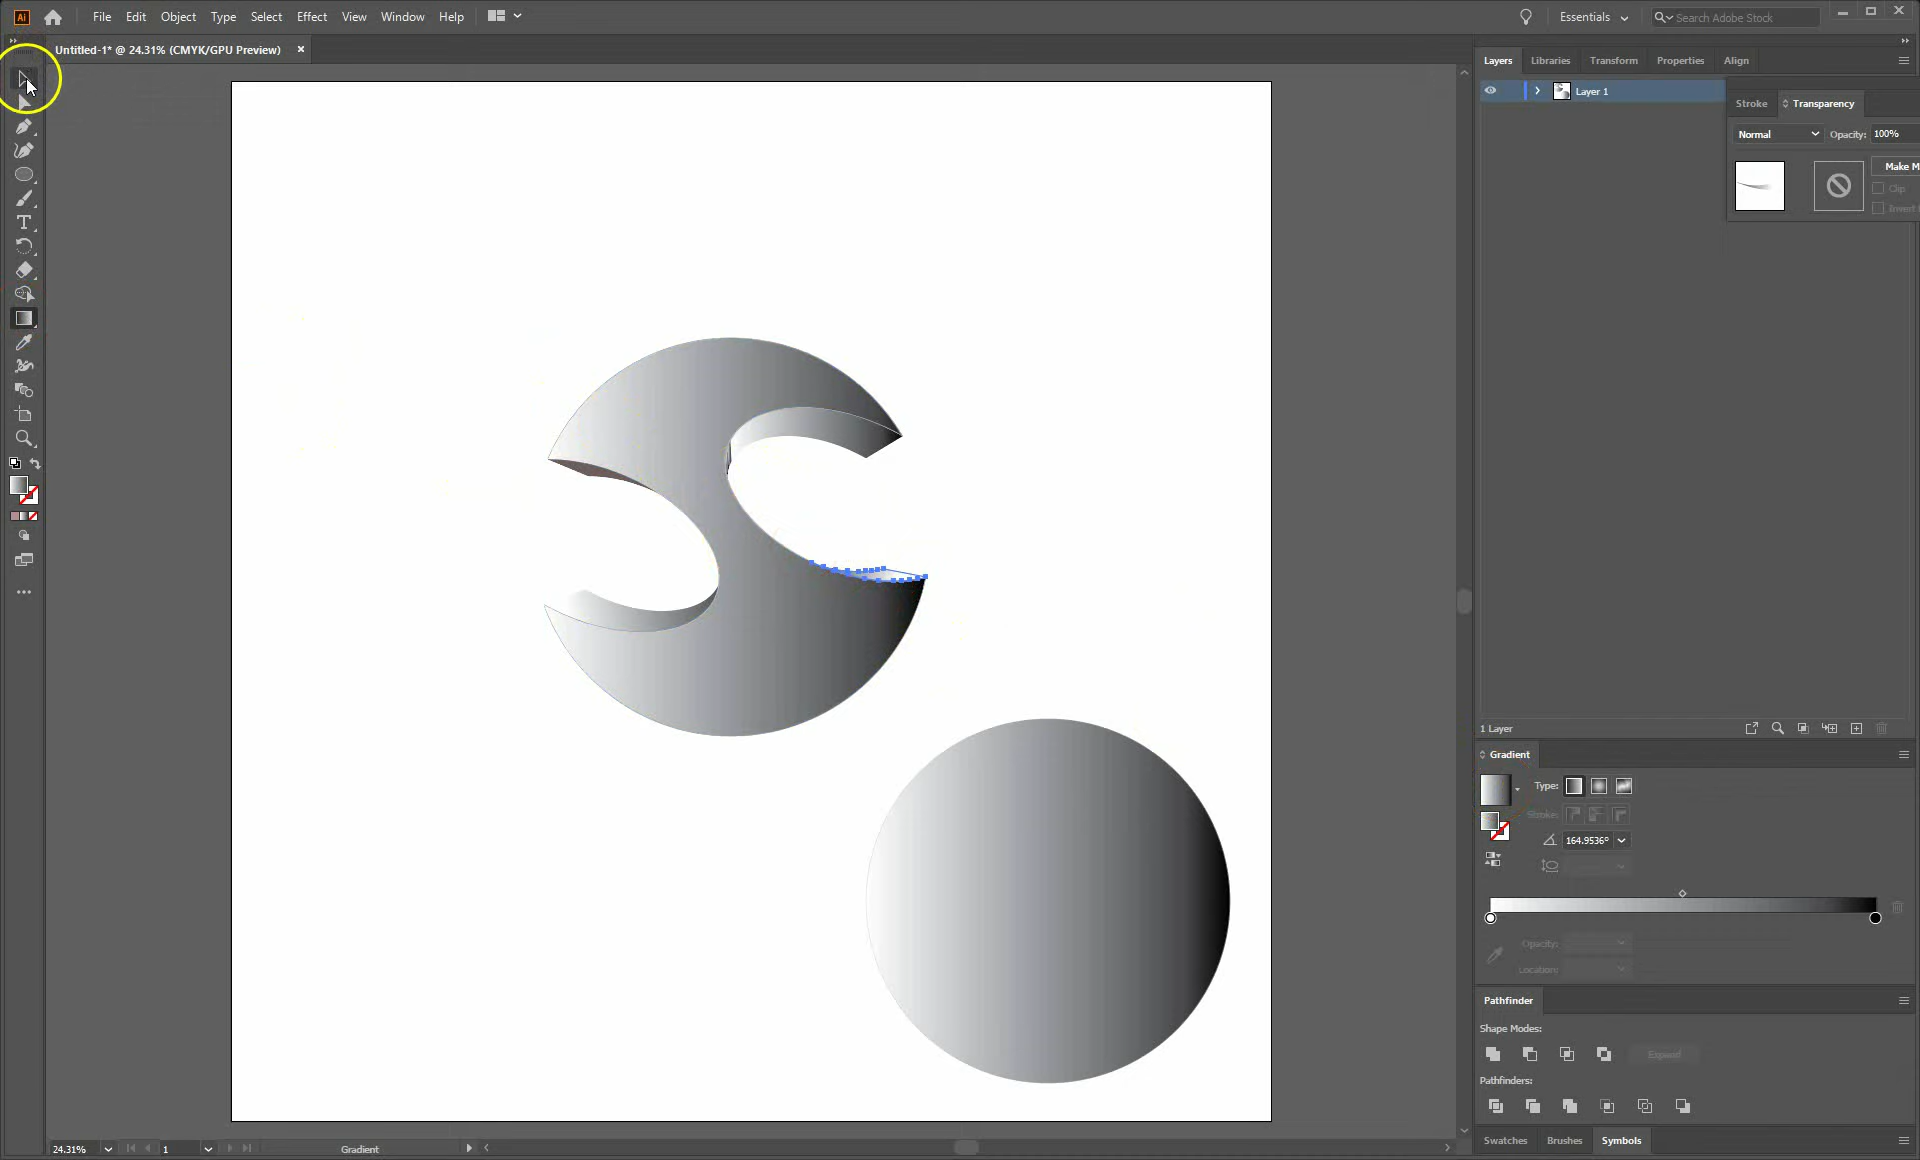 Ai File Edit Object Type Select Effect View Window Help Essentials Search Adobe Stock
Untitled-1* @ 24.31% (CMYK/GPU Preview) ×
Layers Libraries Transform Properties Align
Layer 1
Stroke Transparency
Normal Opacity: 100%
Make M
Clip
Invert
T
1 Layer
Gradient
Type:
Stroke:
164.9536°
Opacity:
Location:
Pathfinder
Shape Modes:
Expand
Pathfinders:
Swatches Brushes Symbols
24.31% 1 Gradient